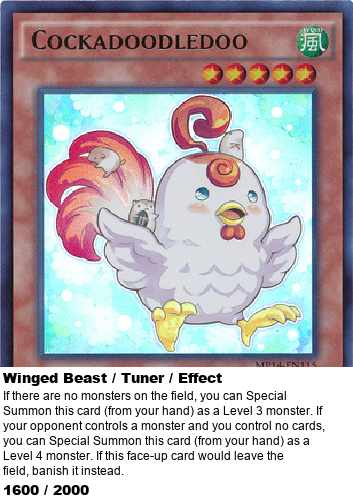 COCKADOODLEDOO
WIND
風
MP14-EN115
Winged Beast / Tuner / Effect
If there are no monsters on the field, you can Special
Summon this card (from your hand) as a Level 3 monster. If
your opponent controls a monster and you control no cards,
you can Special Summon this card (from your hand) as a
Level 4 monster. If this face-up card would leave the
field, banish it instead.
1600 / 2000